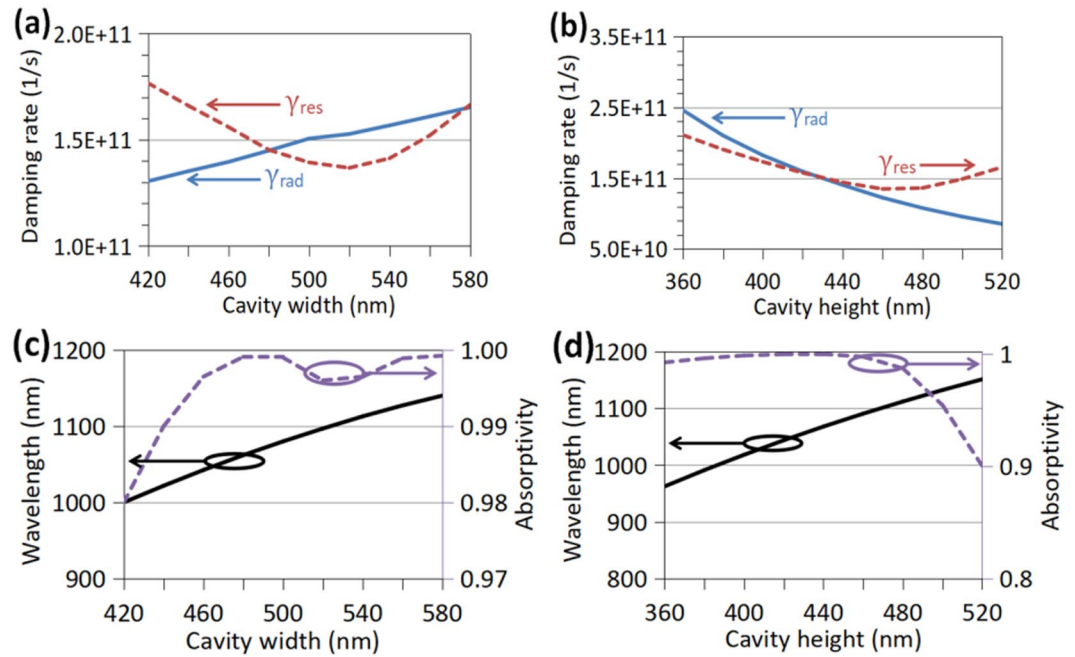 (a)
2.0E+11
1.5E+11
1.0E+11
Damping rate (1/s)
γres
γrad
420 460 500 540 580
Cavity width (nm)
(b)
3.5E+11
2.5E+11
1.5E+11
5.0E+10
Damping rate (1/s)
γrad
γres
360 400 440 480 520
Cavity height (nm)
(c)
1200
1100
1000
900
Wavelength (nm)
1.00
0.99
0.98
0.97
Absorptivity
420 460 500 540 580
Cavity width (nm)
(d)
1200
1100
1000
900
800
Wavelength (nm)
1
0.9
0.8
Absorptivity
360 400 440 480 520
Cavity height (nm)